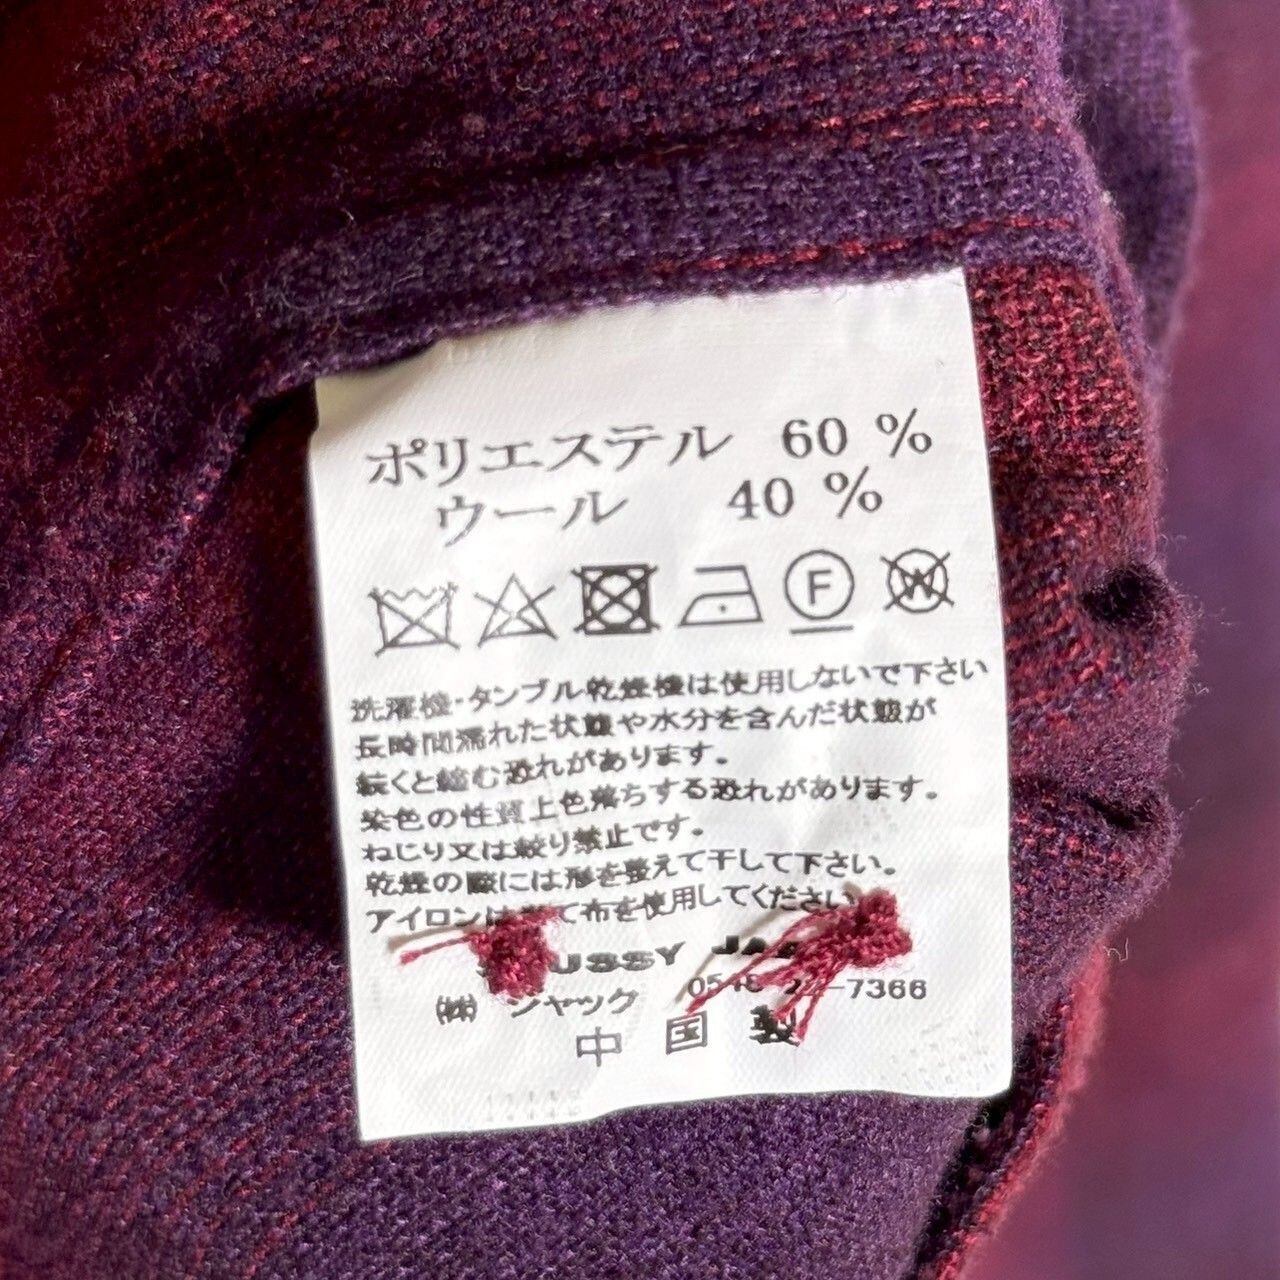 ポリエステル 60 %
ウール 40 %
F W
洗濯機・タンブル乾燥機は使用しないで下さい
長時間濡れた状態や水分を含んだ状態が
続くと縮む恐れがあります。
染色の性質上色落ちする恐れがあります。
ねじり又は絞り禁止です。
乾燥の際には形を整えて干して下さい。
アイロンは て布を使用してください
(株) ジャック 7366
中国製